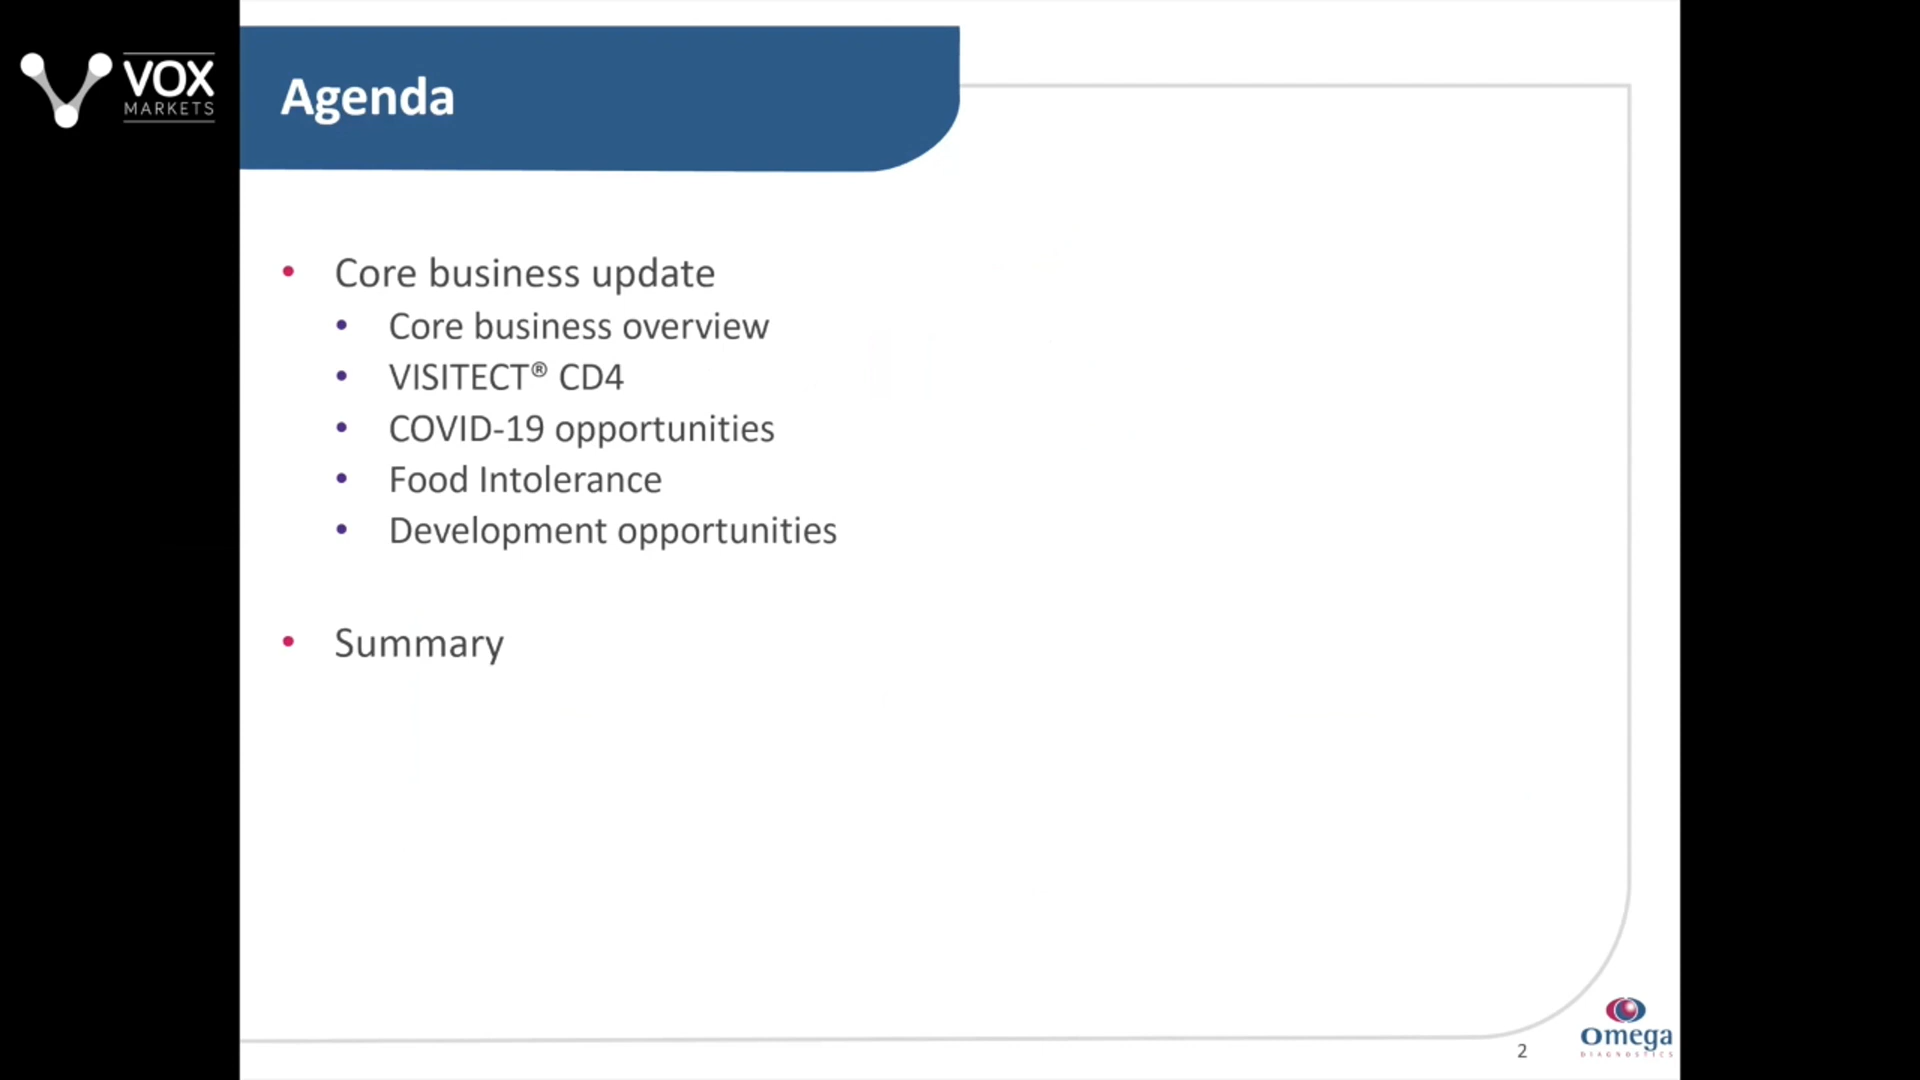 VOX
MARKETS
Agenda
• Core business update
• Core business overview
• VISITECT® CD4
• COVID-19 opportunities
• Food Intolerance
• Development opportunities
• Summary
2
Omega
DIAGNOSTICS